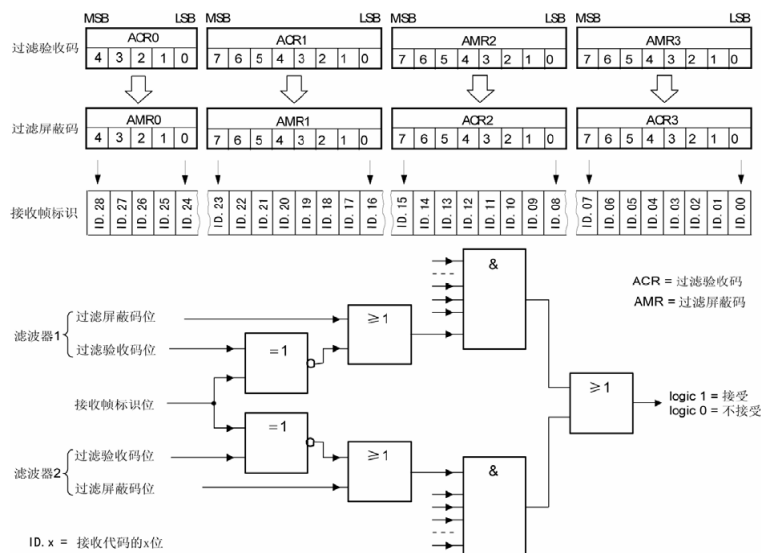 MSB LSB MSB LSB MSB LSB MSB LSB
过滤验收码 ACR0 ACR1 AMR2 AMR3
4 3 2 1 0 7 6 5 4 3 2 1 0 7 6 5 4 3 2 1 0 7 6 5 4 3 2 1 0
过滤屏蔽码 AMR0 AMR1 ACR2 ACR3
4 3 2 1 0 7 6 5 4 3 2 1 0 7 6 5 4 3 2 1 0 7 6 5 4 3 2 1 0
接收帧标识 ID.28 ID.27 ID.26 ID.25 ID.24 ID.23 ID.22 ID.21 ID.20 ID.19 ID.18 ID.17 ID.16 ID.15 ID.14 ID.13 ID.12 ID.11 ID.10 ID.09 ID.08 ID.07 ID.06 ID.05 ID.04 ID.03 ID.02 ID.01 ID.00
&
ACR = 过滤验收码
AMR = 过滤屏蔽码
滤波器1
过滤屏蔽码位
≥1
过滤验收码位
=1
≥1
logic 1 = 接受
logic 0 = 不接受
接收帧标识位
=1
滤波器2
过滤验收码位
≥1
过滤屏蔽码位
&
ID.x = 接收代码的x位